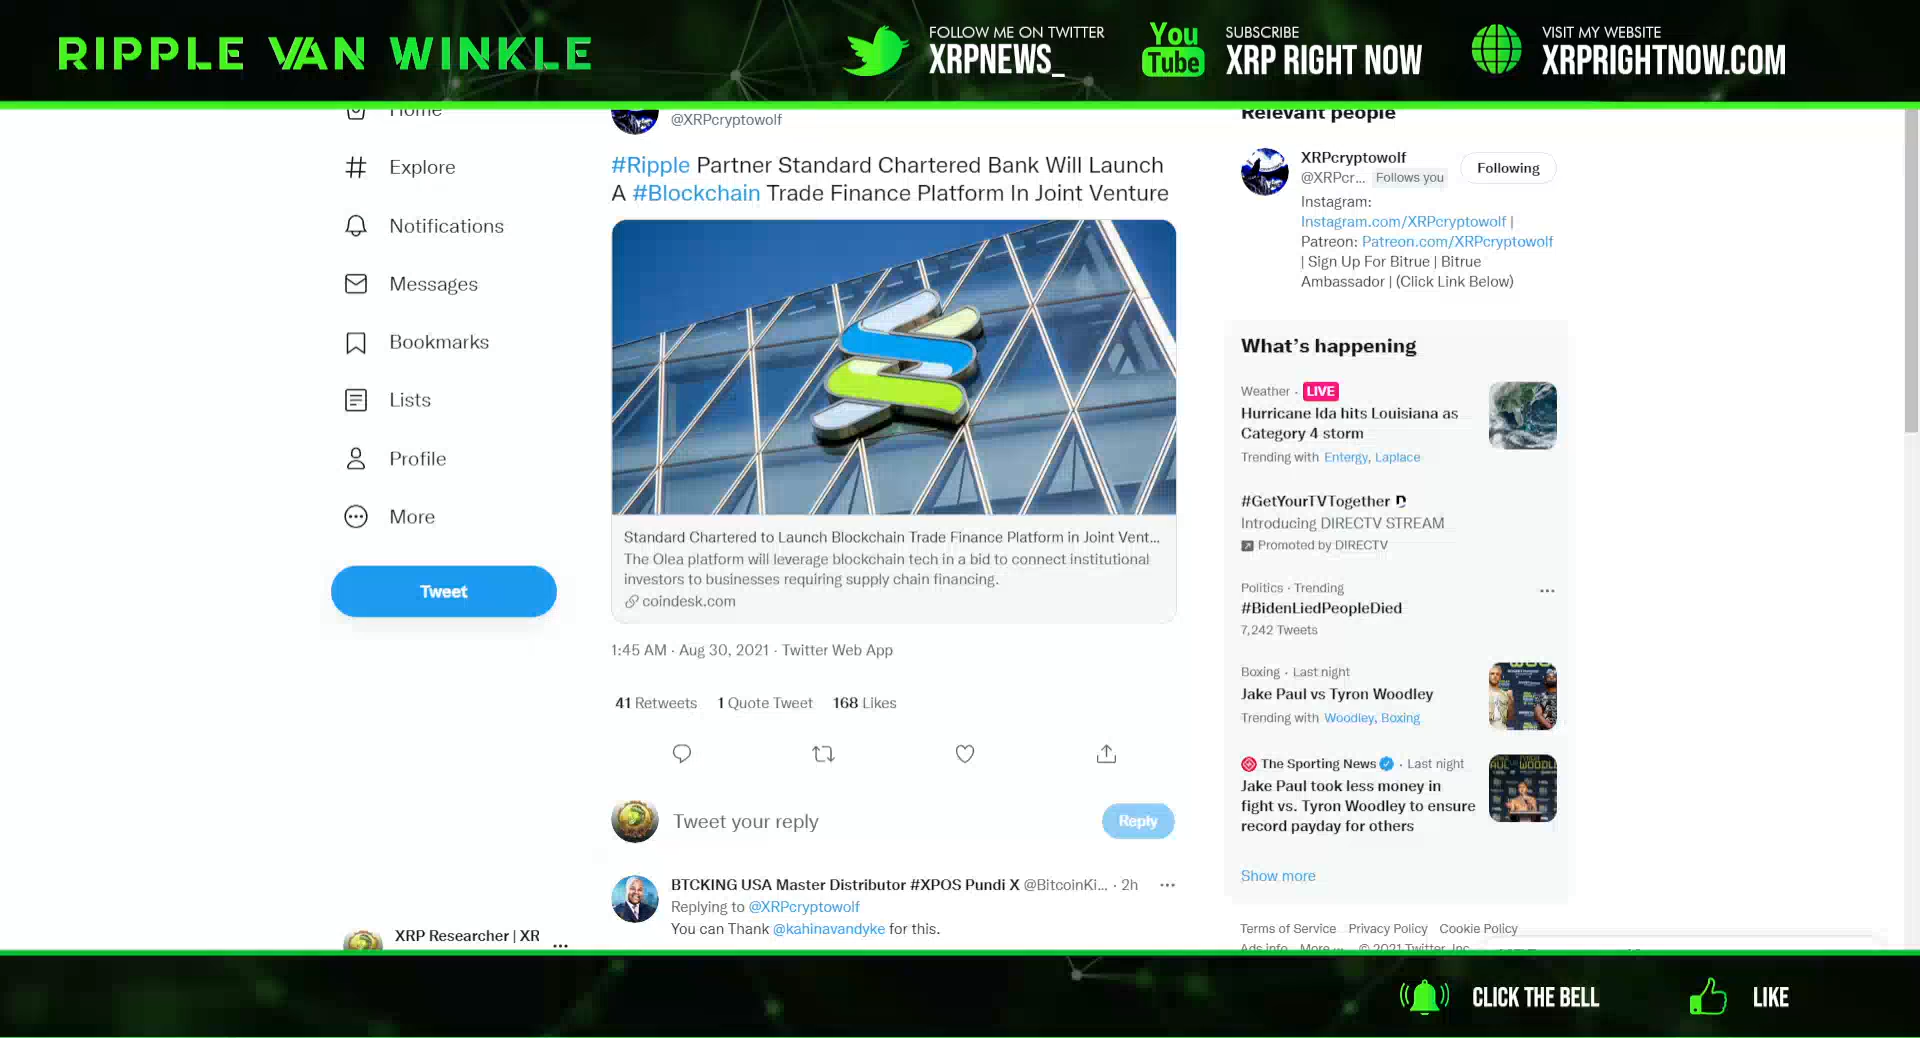 RIPPLE VAN WINKLE
FOLLOW ME ON TWITTER
XRPNEWS_
You
Tube
SUBSCRIBE
XRP RIGHT NOW
VISIT MY WEBSITE
XRPRIGHTNOW.COM
Home
Explore
Notifications
Messages
Bookmarks
Lists
Profile
More
Tweet
XRP Researcher | XR
...
@XRPcryptowolf
#Ripple Partner Standard Chartered Bank Will Launch
A #Blockchain Trade Finance Platform In Joint Venture
Standard Chartered to Launch Blockchain Trade Finance Platform in Joint Vent...
The Olea platform will leverage blockchain tech in a bid to connect institutional
investors to businesses requiring supply chain financing.
coindesk.com
1:45 AM · Aug 30, 2021 · Twitter Web App
41 Retweets 1 Quote Tweet 168 Likes
Tweet your reply
Reply
BTCKING USA Master Distributor #XPOS Pundi X @BitcoinKi... · 2h ...
Replying to @XRPcryptowolf
You can Thank @kahinavandyke for this.
Relevant people
XRPcryptowolf
@XRPcr... Follows you
Following
Instagram:
Instagram.com/XRPcryptowolf |
Patreon: Patreon.com/XRPcryptowolf
| Sign Up For Bitrue | Bitrue
Ambassador | (Click Link Below)
What's happening
Weather · LIVE
Hurricane Ida hits Louisiana as
Category 4 storm
Trending with Entergy, Laplace
#GetYourTVTogether
Introducing DIRECTV STREAM
Promoted by DIRECTV
Politics · Trending ...
#BidenLiedPeopleDied
7,242 Tweets
Boxing · Last night
Jake Paul vs Tyron Woodley
Trending with Woodley, Boxing
The Sporting News · Last night
Jake Paul took less money in
fight vs. Tyron Woodley to ensure
record payday for others
Show more
Terms of Service Privacy Policy Cookie Policy
Ads info More ... © 2021 Twitter, Inc.
CLICK THE BELL
LIKE